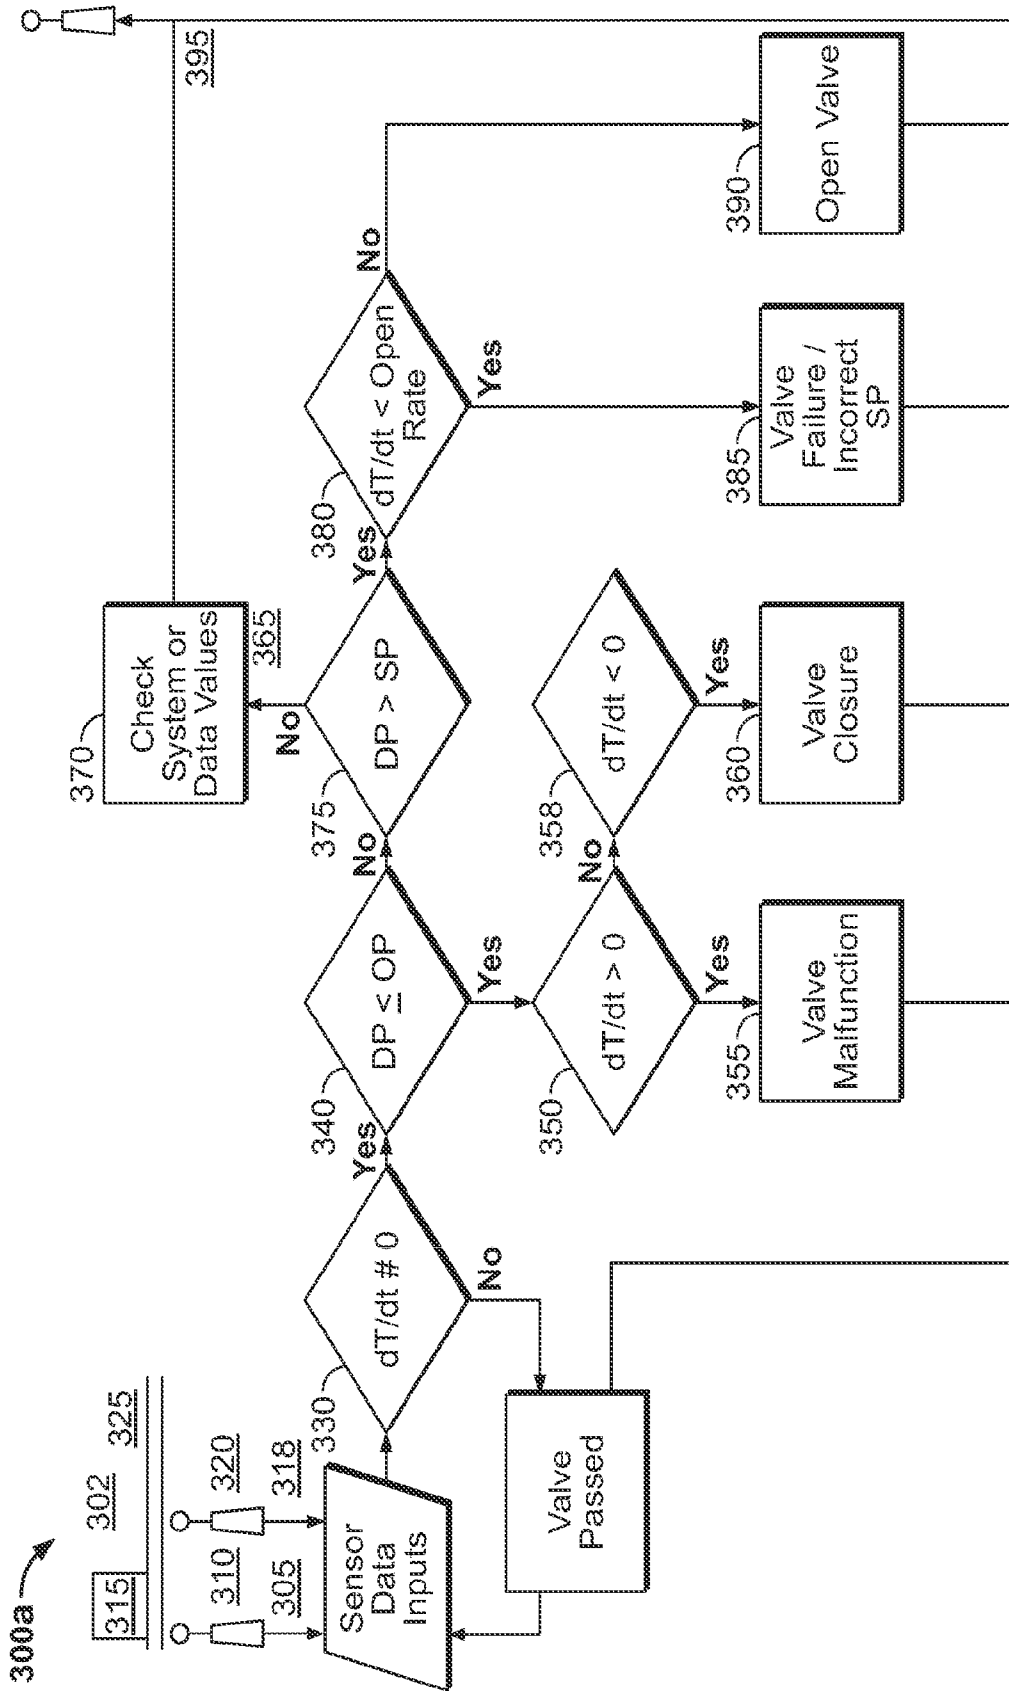 300a
315
302
325
310
320
305
318
Sensor
Data
Inputs
330
dT/dt # 0
Yes
No
Valve
Passed
340
DP ≤ OP
No
Yes
350
dT/dt > 0
No
Yes
355
Valve
Malfunction
358
dT/dt < 0
Yes
360
Valve
Closure
375
DP > SP
No
Yes
370
Check
System or
Data Values
365
380
dT/dt < Open
Rate
No
Yes
385
Valve
Failure /
Incorrect
SP
390
Open Valve
395